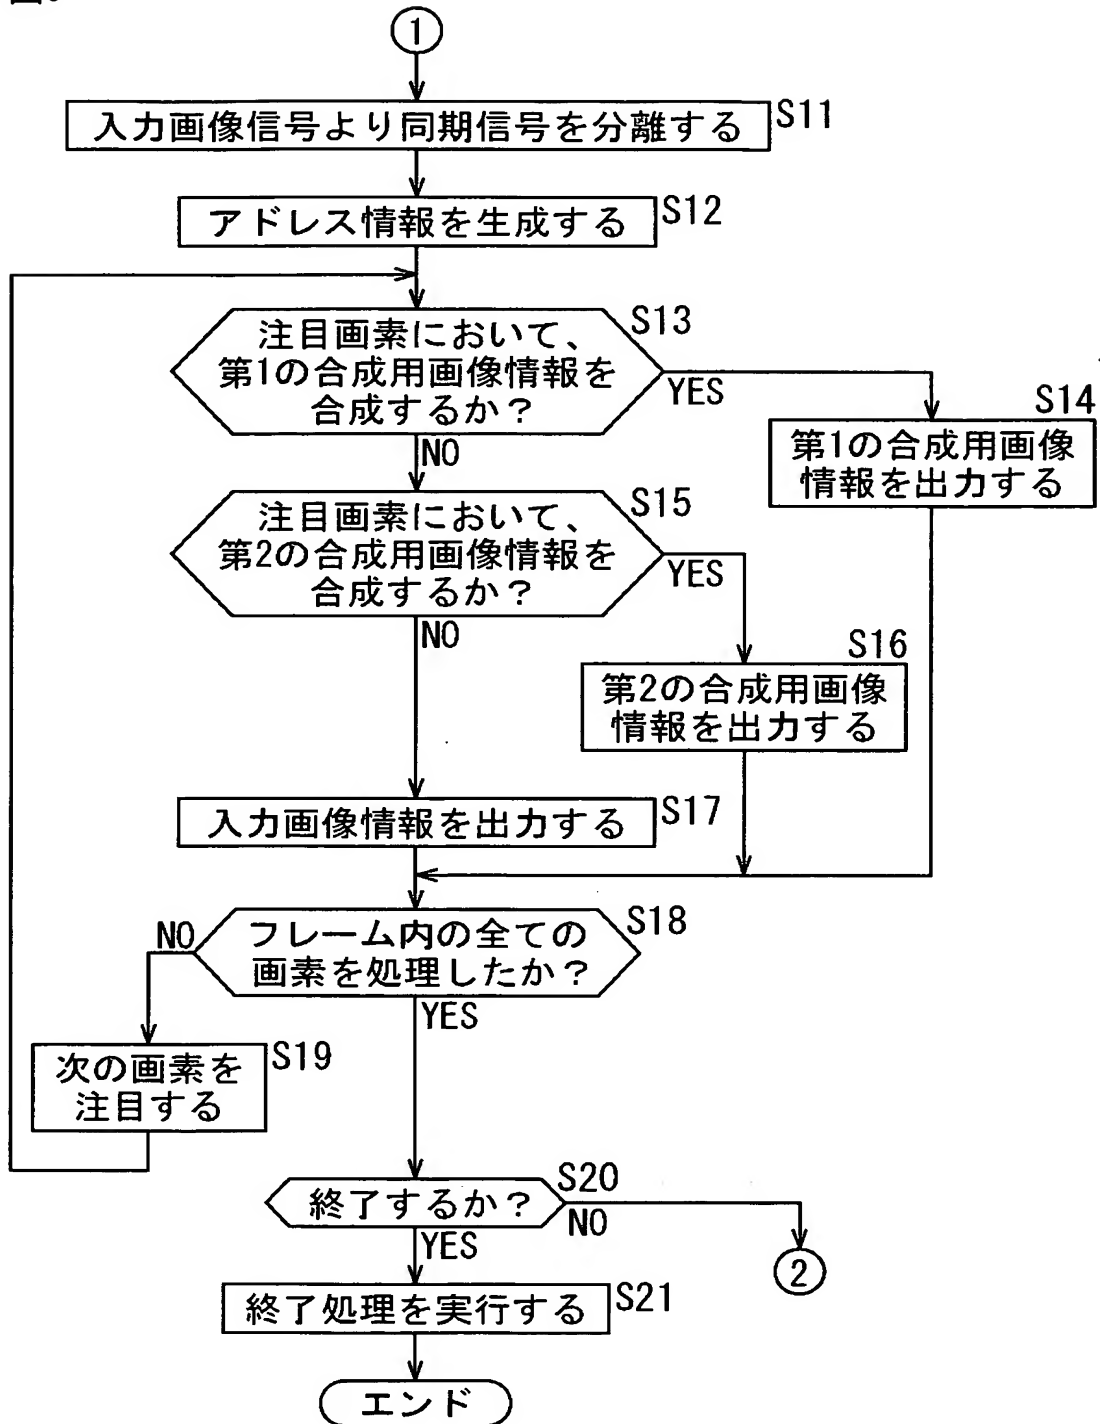 ①
入力画像信号より同期信号を分離する
S11
アドレス情報を生成する
S12
注目画素において、
第1の合成用画像情報を
合成するか？
S13
YES
NO
S14
第1の合成用画像
情報を出力する
注目画素において、
第2の合成用画像情報を
合成するか？
S15
YES
NO
S16
第2の合成用画像
情報を出力する
入力画像情報を出力する
S17
フレーム内の全ての
画素を処理したか？
S18
NO
YES
次の画素を
注目する
S19
終了するか？
S20
NO
YES
②
終了処理を実行する
S21
エンド